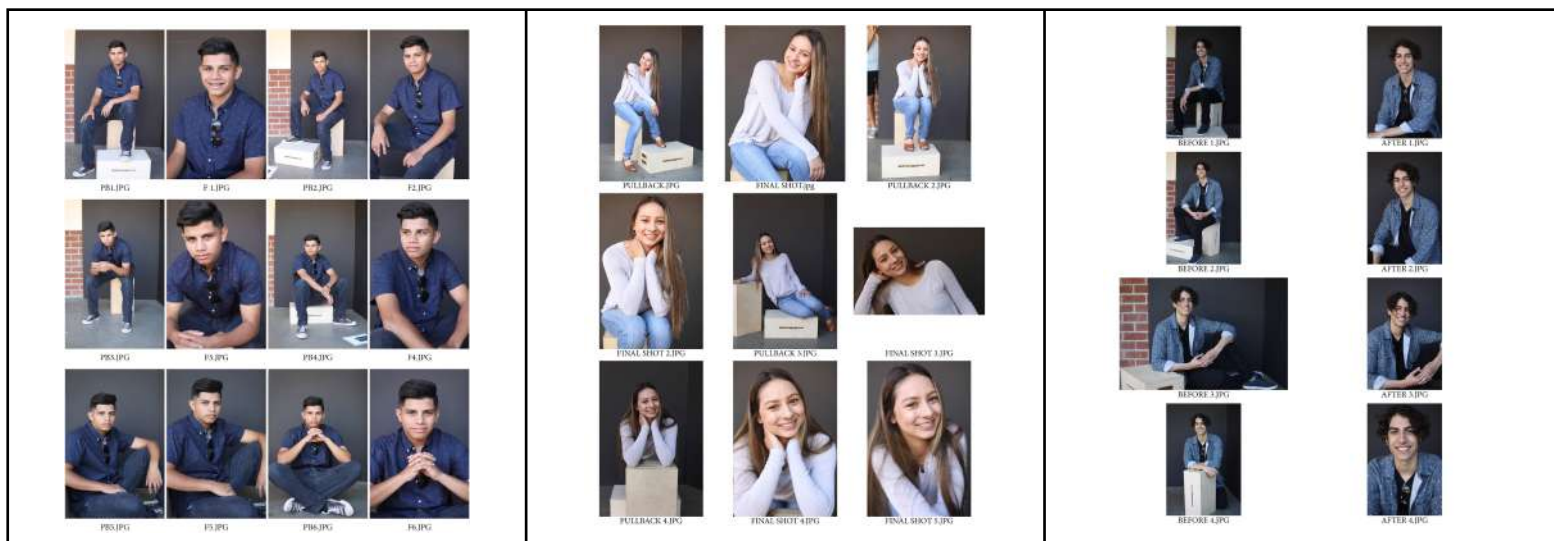 PB1.JPG F 1.JPG PB2.JPG F2.JPG
PB3.JPG F3.JPG PB4.JPG F4.JPG
PB5.JPG F5.JPG PB6.JPG F6.JPG
PULLBACK.JPG FINAL SHOT.jpg PULLBACK 2.JPG
FINAL SHOT 2.JPG PULLBACK 3.JPG FINAL SHOT 3.JPG
PULLBACK 4.JPG FINAL SHOT 4.JPG FINAL SHOT 5.JPG
BEFORE 1.JPG AFTER 1.JPG
BEFORE 2.JPG AFTER 2.JPG
BEFORE 3.JPG AFTER 3.JPG
BEFORE 4.JPG AFTER 4.JPG